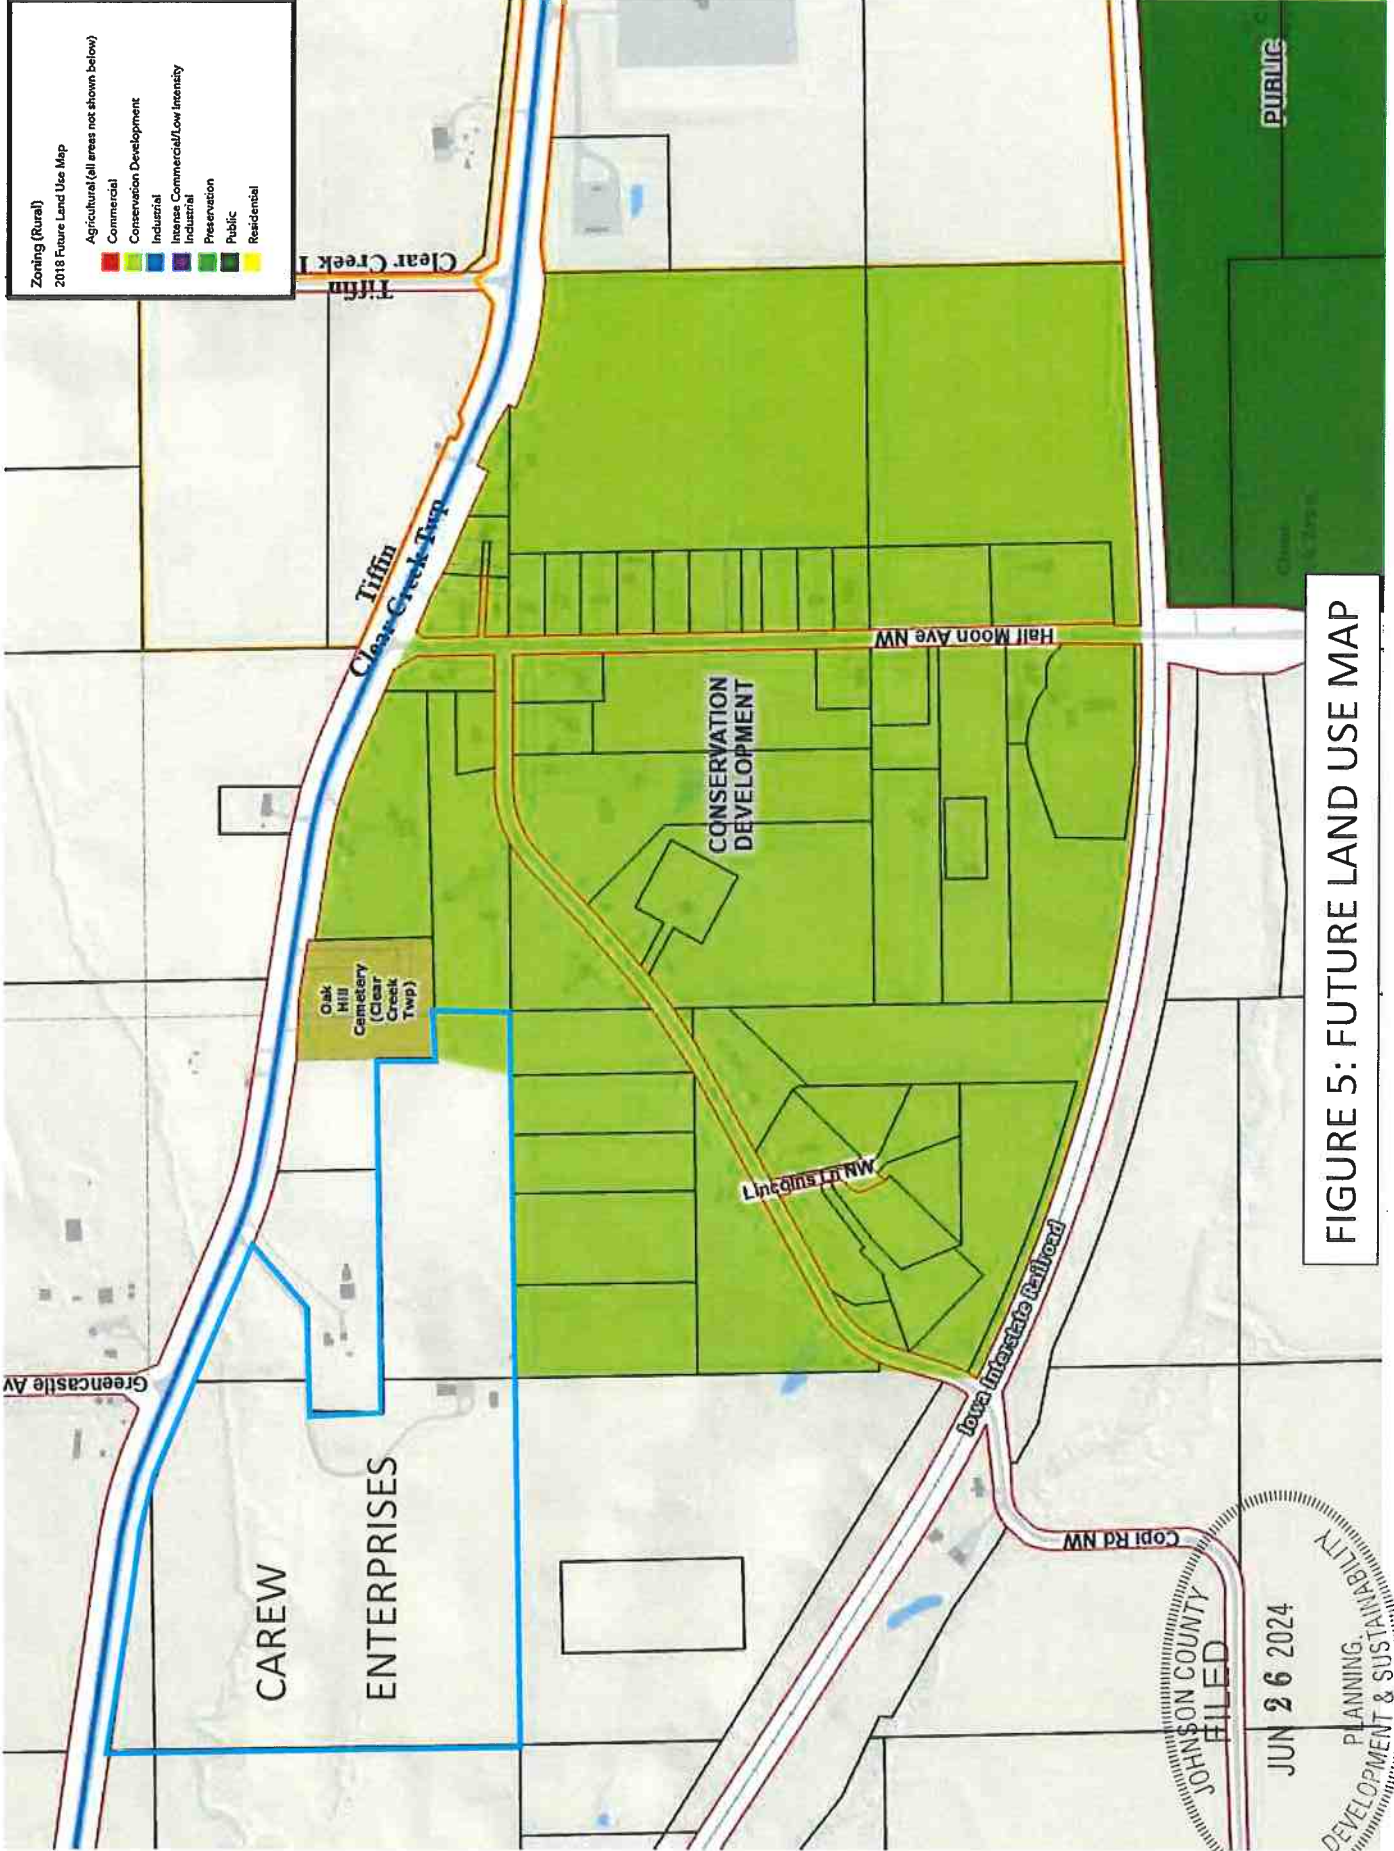 Zoning (Rural)
2018 Future Land Use Map
Agricultural (all areas not shown below)
Commercial
Conservation Development
Industrial
Intense Commercial/Low Intensity
Industrial
Preservation
Public
Residential
Greencastle Av
Tiffin
Clear Creek T
Tiffin
Clear Creek Twp
Oak
Hill
Cemetery
(Clear
Creek
Twp)
CAREW
ENTERPRISES
CONSERVATION
DEVELOPMENT
Half Moon Ave NW
Lincolns Ln NW
Iowa Interstate Railroad
Copi Rd NW
PUBLIC
JOHNSON COUNTY
FILED
JUN 26 2024
PLANNING,
DEVELOPMENT & SUSTAINABILITY
FIGURE 5: FUTURE LAND USE MAP